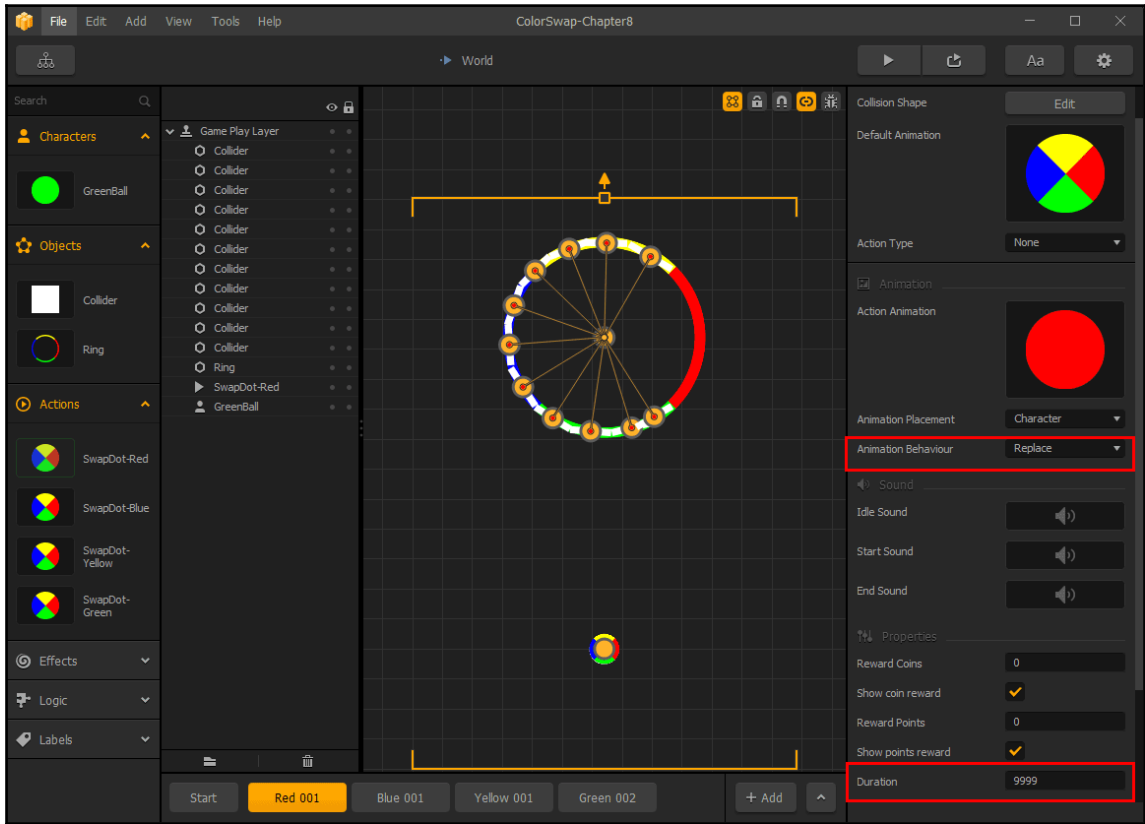 File Edit Add View Tools Help ColorSwap-Chapter8
World
Aa
Search
Characters
GreenBall
Objects
Collider
Ring
Actions
SwapDot-Red
SwapDot-Blue
SwapDot-
Yellow
SwapDot-
Green
Effects
Logic
Labels
Game Play Layer
Collider
Collider
Collider
Collider
Collider
Collider
Collider
Collider
Collider
Collider
Collider
Ring
SwapDot-Red
GreenBall
Start Red 001 Blue 001 Yellow 001 Green 002 + Add
Collision Shape Edit
Default Animation
Action Type None
Animation
Action Animation
Animation Placement Character
Animation Behaviour Replace
Sound
Idle Sound
Start Sound
End Sound
Properties
Reward Coins 0
Show coin reward
Reward Points 0
Show points reward
Duration 9999